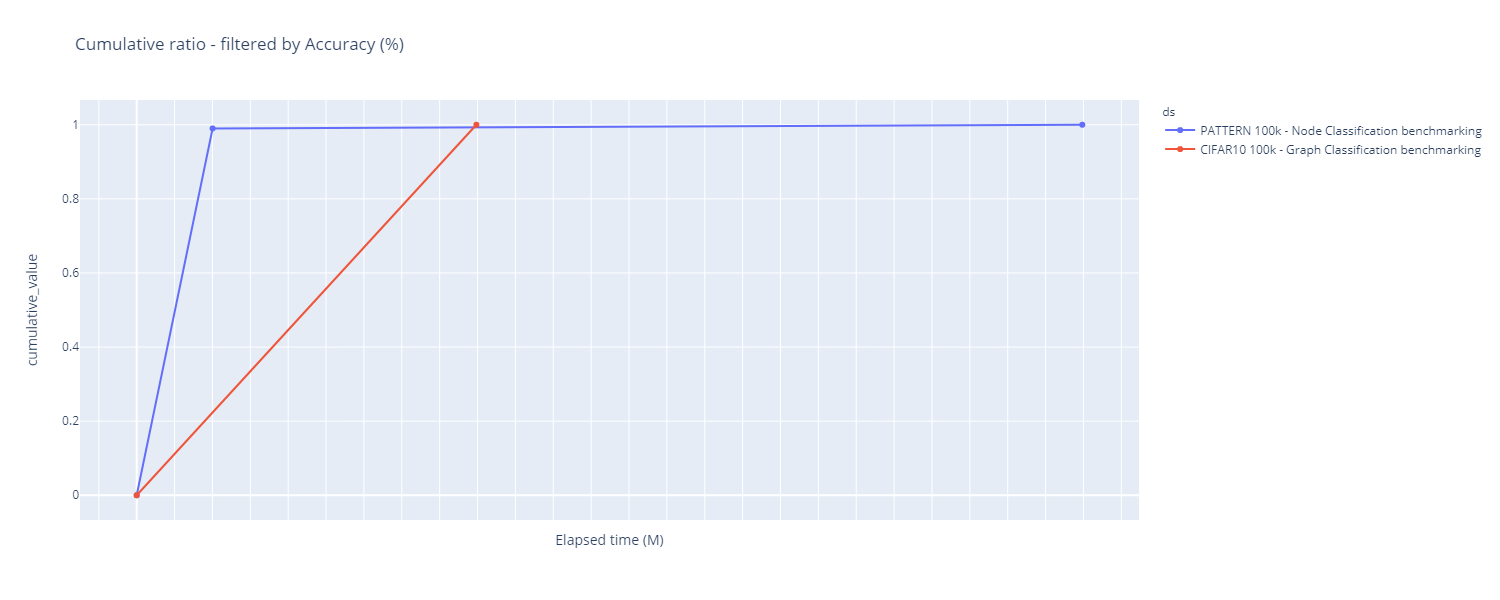 Cumulative ratio - filtered by Accuracy (%)
ds
PATTERN 100k - Node Classification benchmarking
CIFAR10 100k - Graph Classification benchmarking
1
0.8
0.6
0.4
0.2
0
cumulative_value
Elapsed time (M)